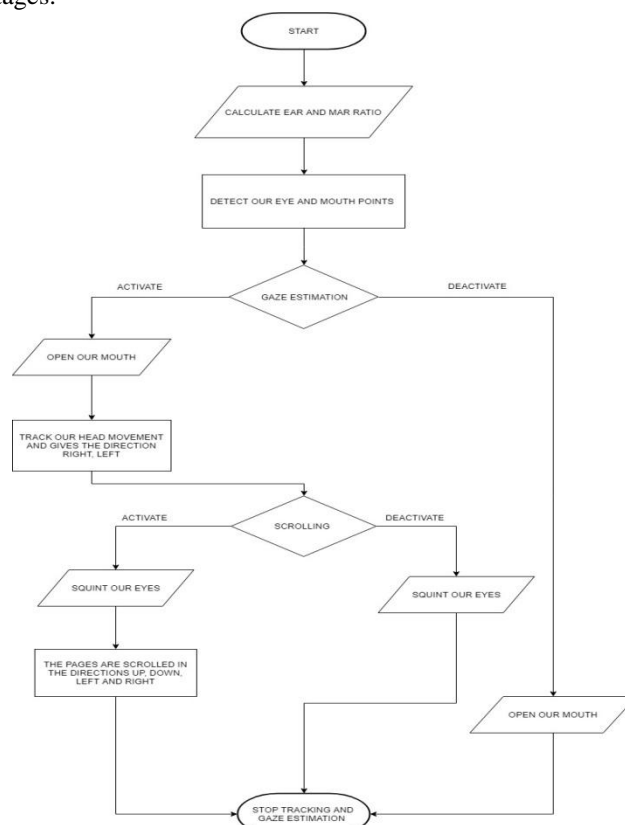 START
CALCULATE EAR AND MAR RATIO
DETECT OUR EYE AND MOUTH POINTS
GAZE ESTIMATION
ACTIVATE
DEACTIVATE
OPEN OUR MOUTH
TRACK OUR HEAD MOVEMENT
AND GIVES THE DIRECTION
RIGHT, LEFT
SCROLLING
ACTIVATE
DEACTIVATE
SQUINT OUR EYES
SQUINT OUR EYES
THE PAGES ARE SCROLLED IN
THE DIRECTIONS UP, DOWN,
LEFT AND RIGHT
OPEN OUR MOUTH
STOP TRACKING AND
GAZE ESTIMATION